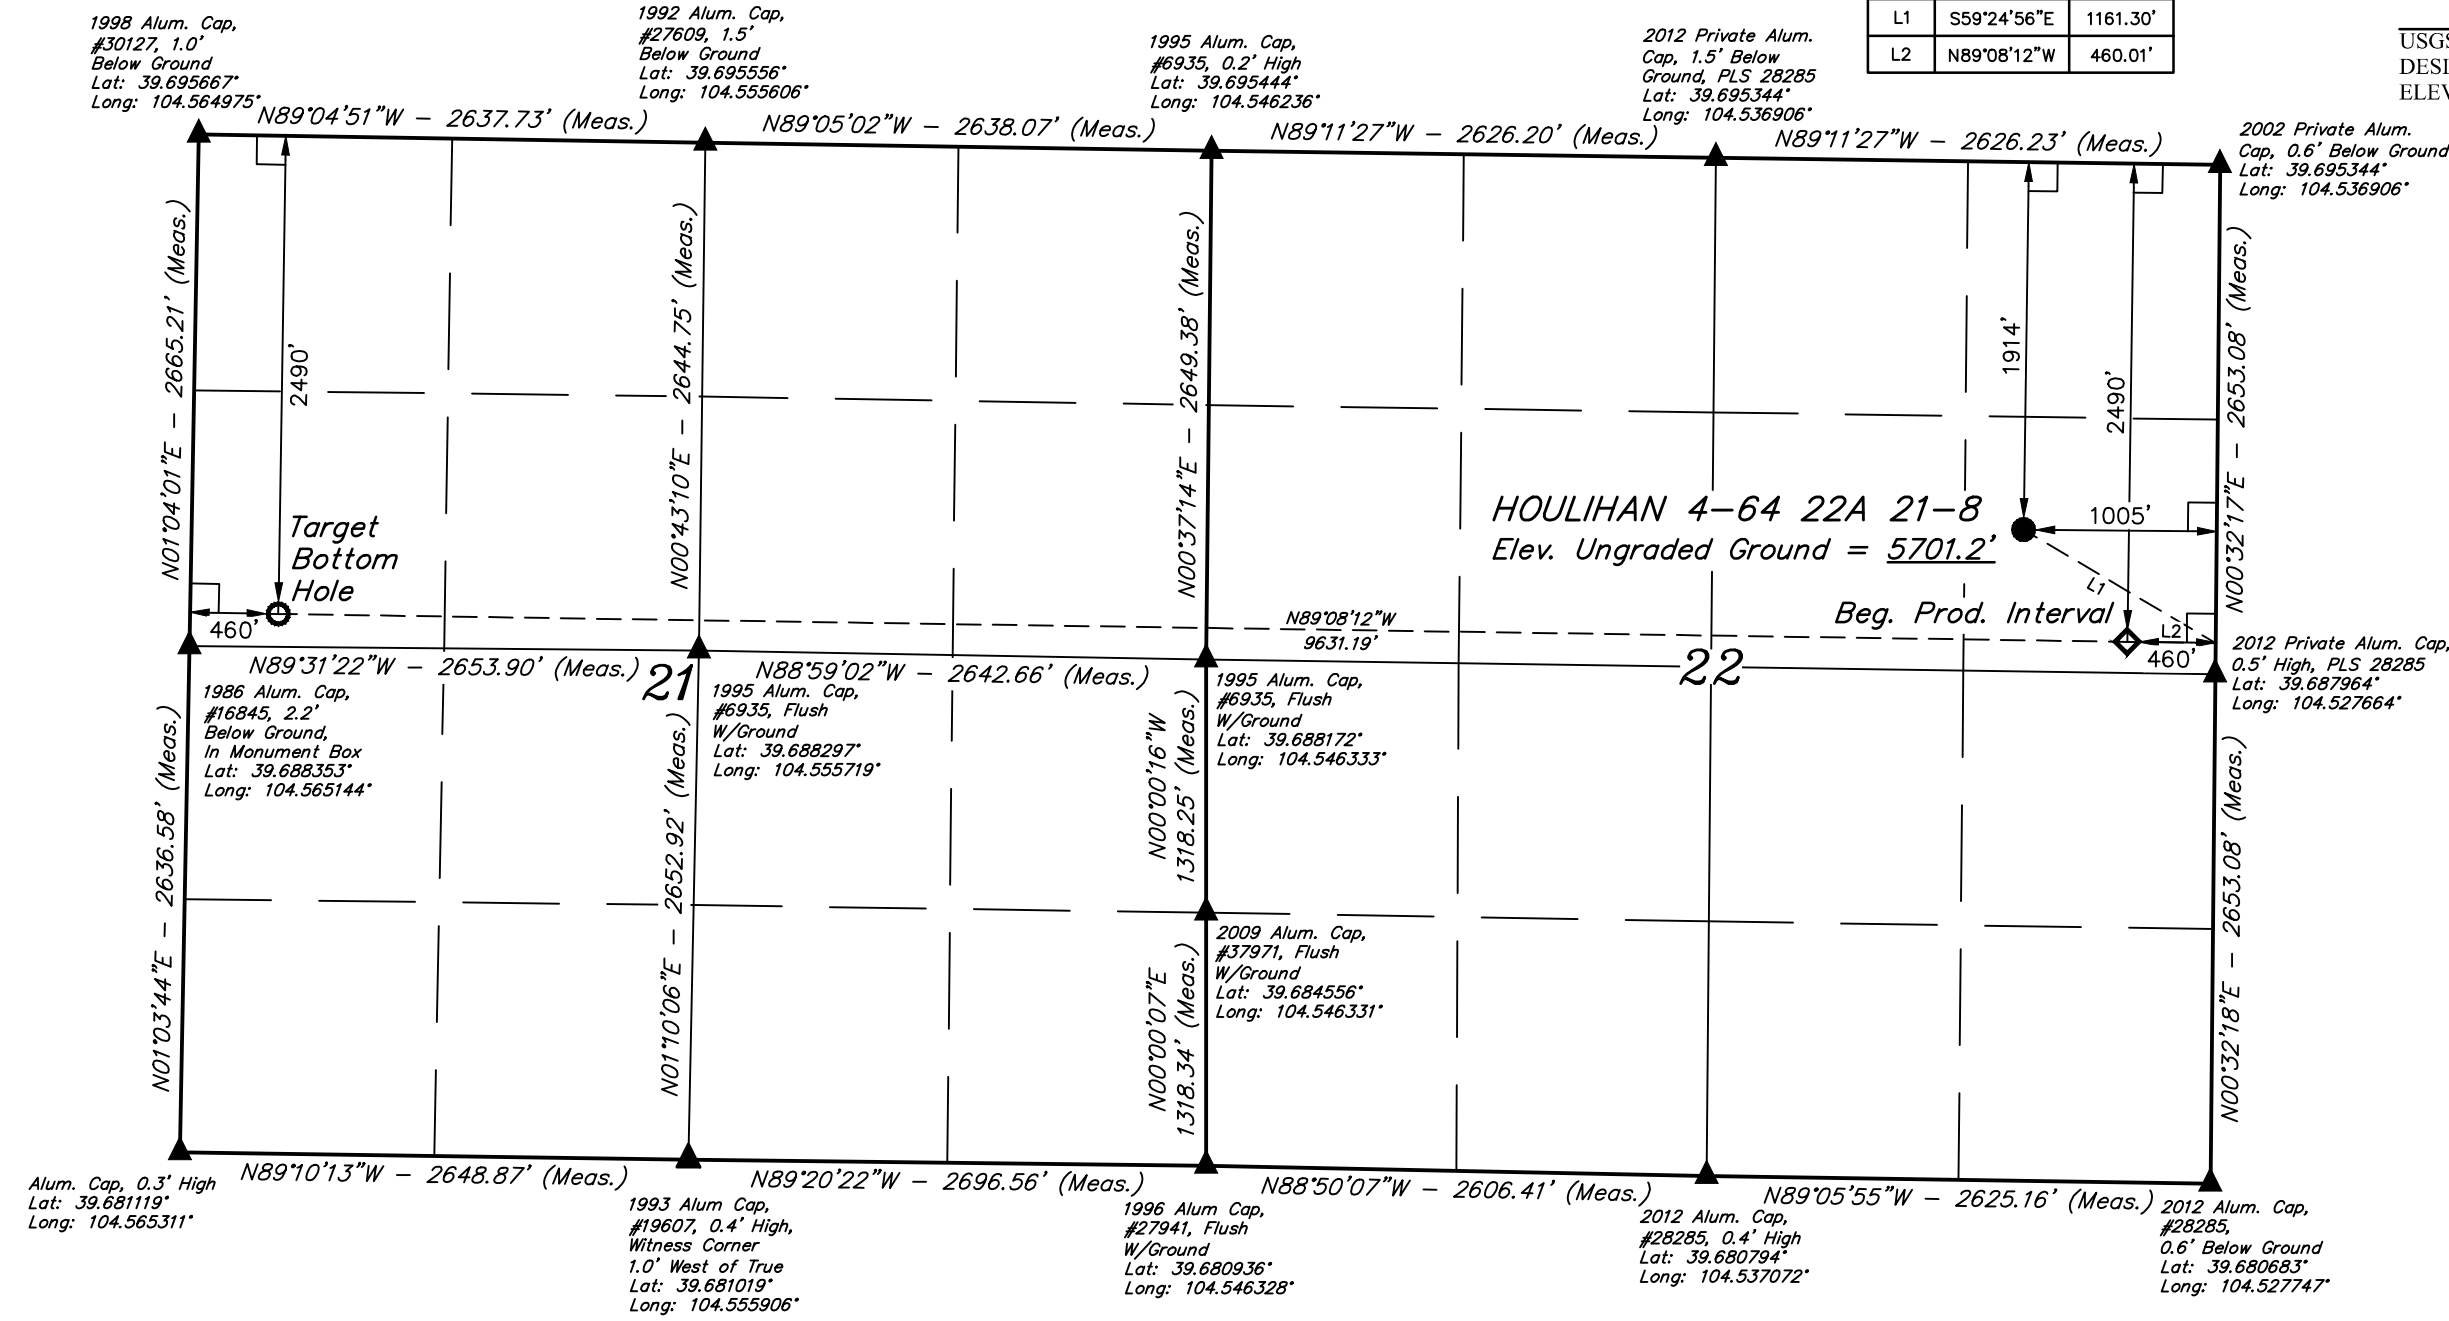 1998 Alum. Cap,
#30127, 1.0'
Below Ground
Lat: 39.695667°
Long: 104.564975°
1992 Alum. Cap,
#27609, 1.5'
Below Ground
Lat: 39.695556°
Long: 104.555606°
1995 Alum. Cap,
#6935, 0.2' High
Lat: 39.695444°
Long: 104.546236°
2012 Private Alum.
Cap, 1.5' Below
Ground, PLS 28285
Lat: 39.695344°
Long: 104.536906°
L1 S59°24'56"E 1161.30'
L2 N89°08'12"W 460.01'
2002 Private Alum.
Cap, 0.6' Below Ground
Lat: 39.695344°
Long: 104.536906°
N89°04'51"W - 2637.73' (Meas.)
N89°05'02"W - 2638.07' (Meas.)
N89°11'27"W - 2626.20' (Meas.)
N89°11'27"W - 2626.23' (Meas.)
N01°04'01"E - 2665.21' (Meas.)
2490'
N00°43'10"E - 2644.75' (Meas.)
N00°37'14"E - 2649.38' (Meas.)
1914'
2490'
N00°32'17"E - 2653.08' (Meas.)
Target
Bottom
Hole
460'
HOULIHAN 4-64 22A 21-8
Elev. Ungraded Ground = 5701.2'
1005'
L1
Beg. Prod. Interval
L2
460'
N89°08'12"W
9631.19'
N89°31'22"W - 2653.90' (Meas.)
21
N88°59'02"W - 2642.66' (Meas.)
22
1986 Alum. Cap,
#16845, 2.2'
Below Ground,
In Monument Box
Lat: 39.688353°
Long: 104.565144°
1995 Alum. Cap,
#6935, Flush
W/Ground
Lat: 39.688297°
Long: 104.555719°
1995 Alum. Cap,
#6935, Flush
W/Ground
Lat: 39.688172°
Long: 104.546333°
2012 Private Alum. Cap,
0.5' High, PLS 28285
Lat: 39.687964°
Long: 104.527664°
N01°03'44"E - 2636.58' (Meas.)
N01°10'06"E - 2652.92' (Meas.)
N00°00'16"W
1318.25' (Meas.)
N00°00'07"E
1318.34' (Meas.)
N00°32'18"E - 2653.08' (Meas.)
2009 Alum. Cap,
#37971, Flush
W/Ground
Lat: 39.684556°
Long: 104.546331°
N89°10'13"W - 2648.87' (Meas.)
N89°20'22"W - 2696.56' (Meas.)
N88°50'07"W - 2606.41' (Meas.)
N89°05'55"W - 2625.16' (Meas.)
Alum. Cap, 0.3' High
Lat: 39.681119°
Long: 104.565311°
1993 Alum Cap,
#19607, 0.4' High,
Witness Corner
1.0' West of True
Lat: 39.681019°
Long: 104.555906°
1996 Alum Cap,
#27941, Flush
W/Ground
Lat: 39.680936°
Long: 104.546328°
2012 Alum. Cap,
#28285, 0.4' High
Lat: 39.680794°
Long: 104.537072°
2012 Alum. Cap,
#28285,
0.6' Below Ground
Lat: 39.680683°
Long: 104.527747°